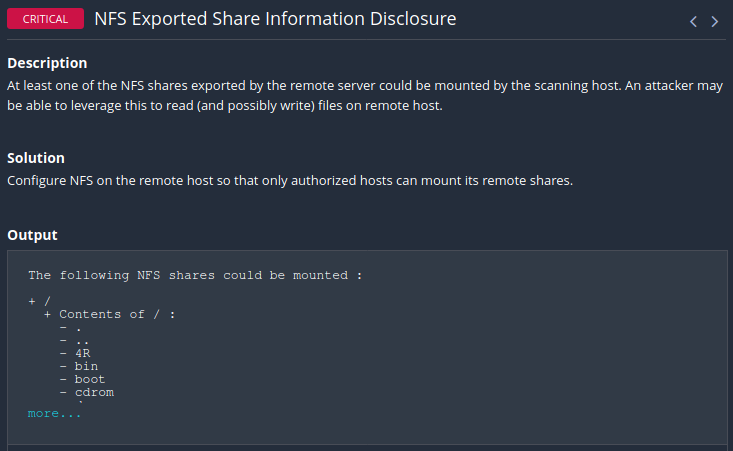 CRITICAL NFS Exported Share Information Disclosure
Description
At least one of the NFS shares exported by the remote server could be mounted by the scanning host. An attacker may
be able to leverage this to read (and possibly write) files on remote host.
Solution
Configure NFS on the remote host so that only authorized hosts can mount its remote shares.
Output
The following NFS shares could be mounted :
+ /
+ Contents of / :
- .
- ..
- 4R
- bin
- boot
- cdrom
more...